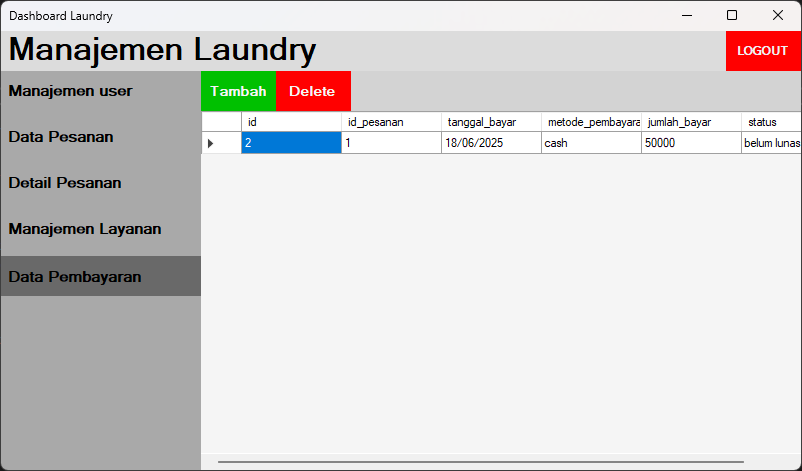 Dashboard Laundry
Manajemen Laundry
LOGOUT
Manajemen user
Data Pesanan
Detail Pesanan
Manajemen Layanan
Data Pembayaran
Tambah Delete
id id_pesanan tanggal_bayar metode_pembayara jumlah_bayar status
2 1 18/06/2025 cash 50000 belum lunas